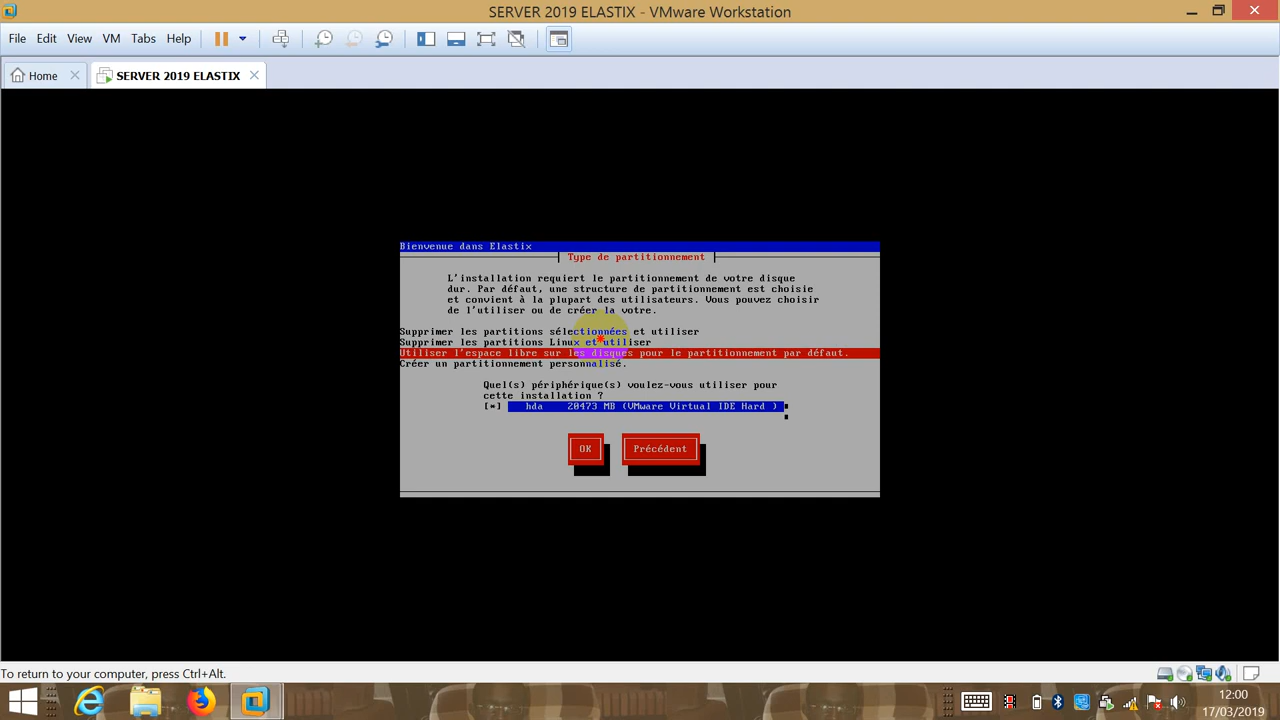 SERVER 2019 ELASTIX - VMware Workstation
File Edit View VM Tabs Help
Home SERVER 2019 ELASTIX
Bienvenue dans Elastix
Type de partitionnement
L'installation requiert le partitionnement de votre disque
dur. Par défaut, une structure de partitionnement est choisie
et convient à la plupart des utilisateurs. Vous pouvez choisir
de l'utiliser ou de créer la votre.
Supprimer les partitions sélectionnées et utiliser
Supprimer les partitions Linux et utiliser
Utiliser l'espace libre sur les disques pour le partitionnement par défaut.
Créer un partitionnement personnalisé.
Quel(s) périphérique(s) voulez-vous utiliser pour
cette installation ?
[*] hda 20473 MB (VMware Virtual IDE Hard )
OK Précédent
To return to your computer, press Ctrl+Alt.
12:00
17/03/2019